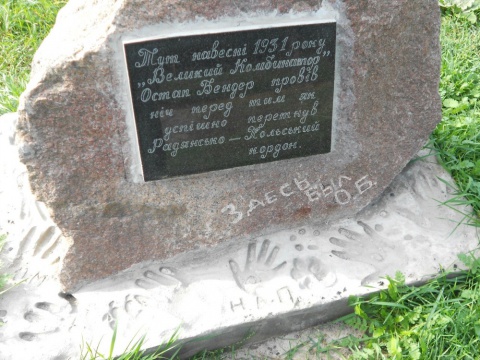 Тут навесні 1931 року
„Великий Комбинатор"
Остап Бендер провів
ніч перед тим як
успішно перетнув
Радянсько — Польський
кордон.
ЗДЕСЬ
БЫЛ
О.Б.
Н.Л.П.